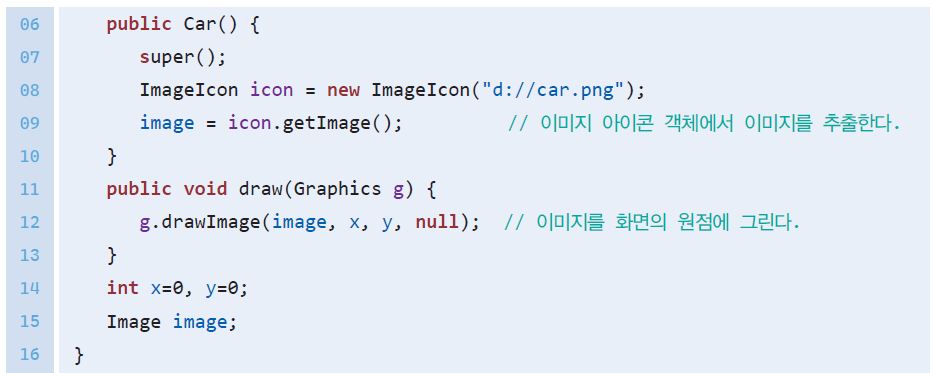 06 public Car() {
07 super();
08 ImageIcon icon = new ImageIcon("d://car.png");
09 image = icon.getImage(); // 이미지 아이콘 객체에서 이미지를 추출한다.
10 }
11 public void draw(Graphics g) {
12 g.drawImage(image, x, y, null); // 이미지를 화면의 원점에 그린다.
13 }
14 int x=0, y=0;
15 Image image;
16 }